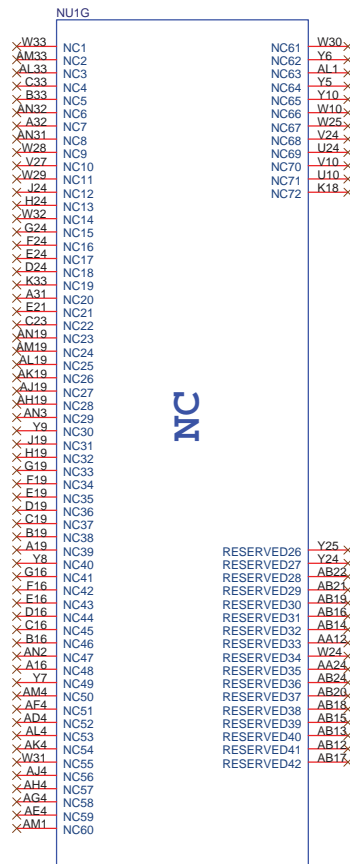 NU1G
W33 NC1 NC61 W30
AM33 NC2 NC62 Y6
AL33 NC3 NC63 AL1
C33 NC4 NC64 Y5
B33 NC5 NC65 Y10
AN32 NC6 NC66 W10
A32 NC7 NC67 W25
AN31 NC8 NC68 V24
W28 NC9 NC69 U24
V27 NC10 NC70 V10
W29 NC11 NC71 U10
J24 NC12 NC72 K18
H24 NC13
W32 NC14
G24 NC15
F24 NC16
E24 NC17
D24 NC18
K33 NC19
A31 NC20
E21 NC21
C23 NC22
AN19 NC23
AM19 NC24
AL19 NC25
AK19 NC26
AJ19 NC27
AH19 NC28
AN3 NC29
NC
Y9 NC30
J19 NC31
H19 NC32
G19 NC33
F19 NC34
E19 NC35
D19 NC36
C19 NC37
B19 NC38
A19 NC39 RESERVED26 Y25
Y8 NC40 RESERVED27 Y24
G16 NC41 RESERVED28 AB22
F16 NC42 RESERVED29 AB21
E16 NC43 RESERVED30 AB19
D16 NC44 RESERVED31 AB16
C16 NC45 RESERVED32 AB14
B16 NC46 RESERVED33 AA12
AN2 NC47 RESERVED34 W24
A16 NC48 RESERVED35 AA24
Y7 NC49 RESERVED36 AB24
AM4 NC50 RESERVED37 AB20
AF4 NC51 RESERVED38 AB18
AD4 NC52 RESERVED39 AB15
AL4 NC53 RESERVED40 AB13
AK4 NC54 RESERVED41 AB12
W31 NC55 RESERVED42 AB17
AJ4 NC56
AH4 NC57
AG4 NC58
AE4 NC59
AM1 NC60